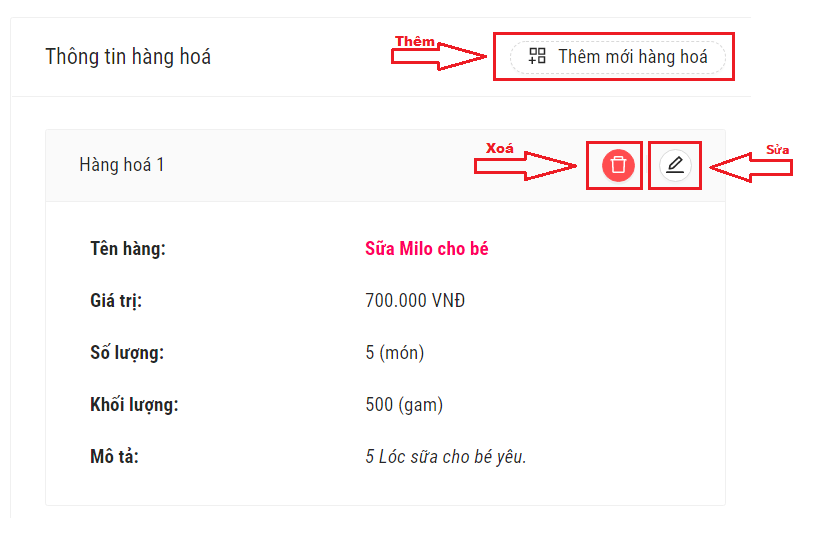 Thêm
Thông tin hàng hoá
Thêm mới hàng hoá
Xoá
Sửa
Hàng hoá 1
Tên hàng: Sữa Milo cho bé
Giá trị: 700.000 VNĐ
Số lượng: 5 (món)
Khối lượng: 500 (gam)
Mô tả: 5 Lóc sữa cho bé yêu.